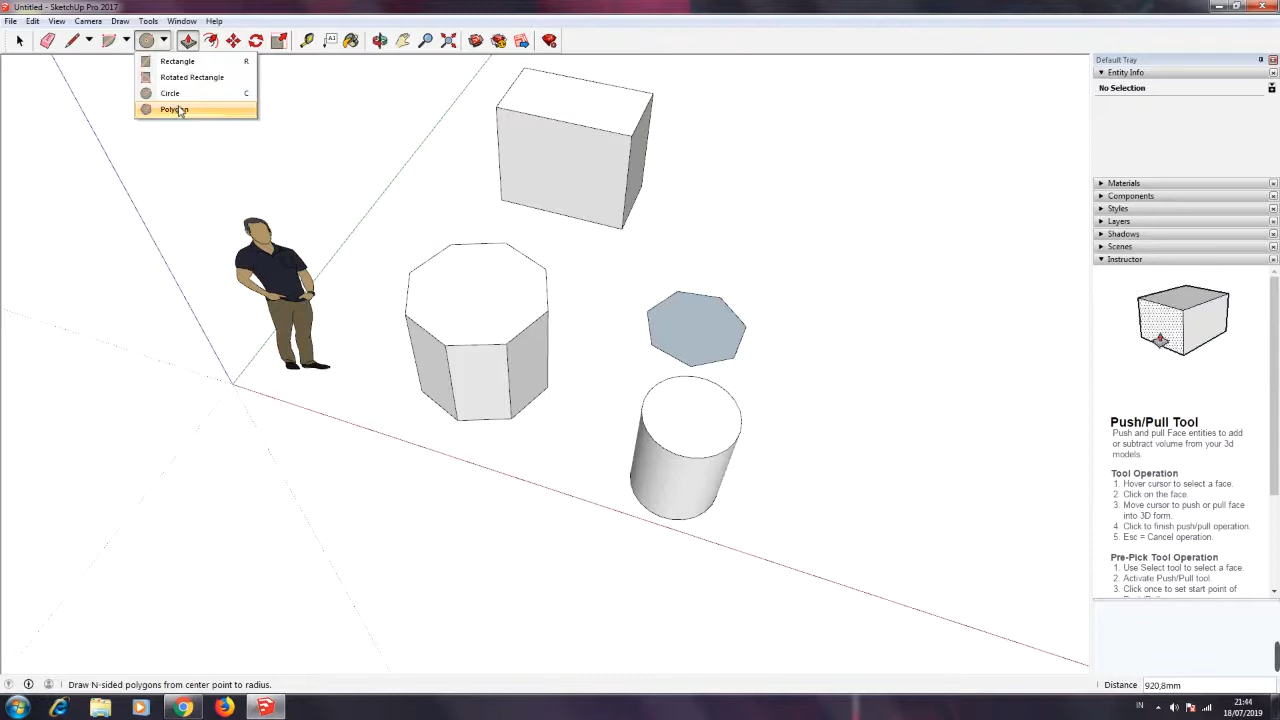 Untitled - SketchUp Pro 2017
File Edit View Camera Draw Tools Window Help
A1
Rectangle R
Rotated Rectangle
Circle C
Polygon
Default Tray
Entity Info
No Selection
Materials
Components
Styles
Layers
Shadows
Scenes
Instructor
Push/Pull Tool
Push and pull Face entities to add
or subtract volume from your 3d
models.
Tool Operation
1. Hover cursor to select a face.
2. Click on the face.
3. Move cursor to push or pull face
into 3D form.
4. Click to finish push/pull operation.
5. Esc = Cancel operation.
Pre-Pick Tool Operation
1. Use Select tool to select a face.
2. Activate Push/Pull tool.
3. Click once to set start point of
Draw N-sided polygons from center point to radius.
Distance 920,8mm
IN
21:44
18/07/2019